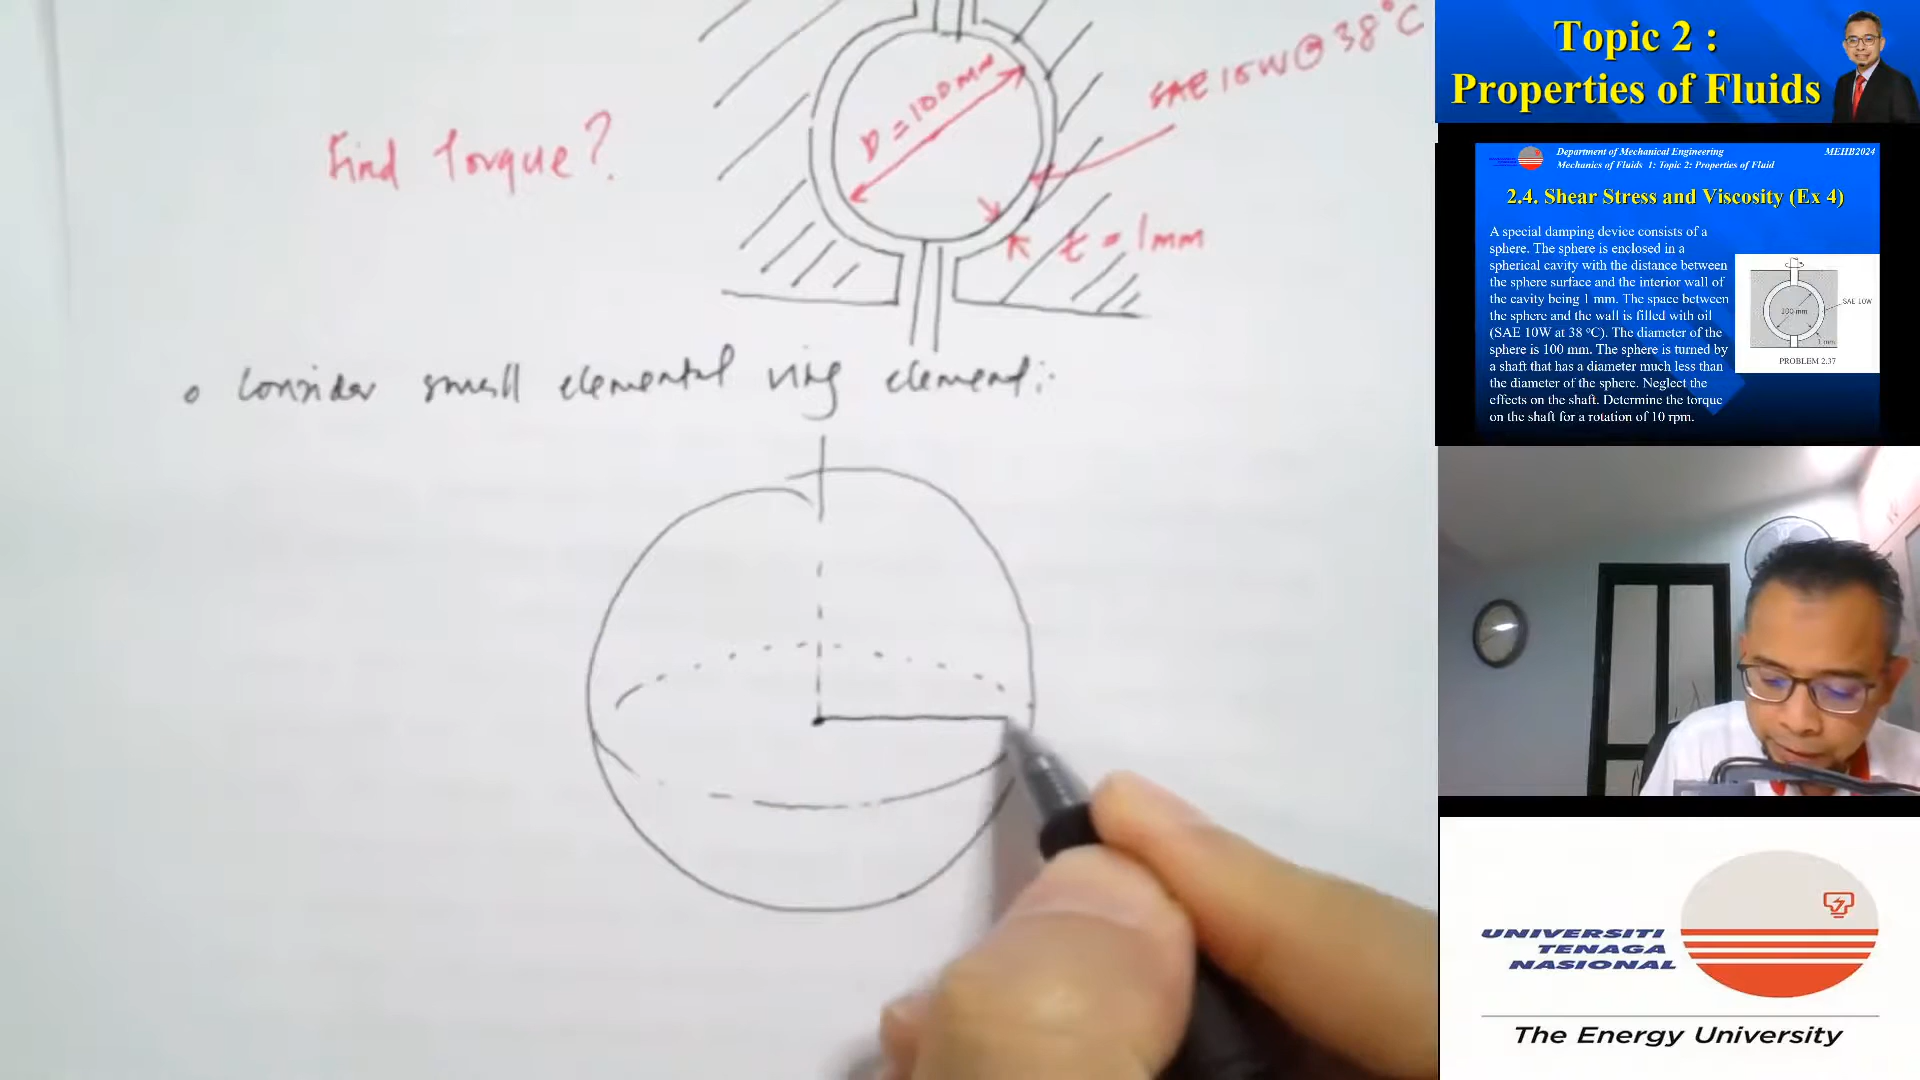 D = 100mm
SAE 10W @ 38°C
Find torque?
t = 1mm
• Consider small elemental ring element:-
Topic 2 :
Properties of Fluids
Department of Mechanical Engineering
MEHB2024
Mechanics of Fluids 1: Topic 2: Properties of Fluid
2.4. Shear Stress and Viscosity (Ex 4)
A special damping device consists of a
sphere. The sphere is enclosed in a
spherical cavity with the distance between
the sphere surface and the interior wall of
the cavity being 1 mm. The space between
the sphere and the wall is filled with oil
(SAE 10W at 38 °C). The diameter of the
sphere is 100 mm. The sphere is turned by
a shaft that has a diameter much less than
the diameter of the sphere. Neglect the
effects on the shaft. Determine the torque
on the shaft for a rotation of 10 rpm.
SAE 10W
100 mm
1 mm
PROBLEM 2.37
UNIVERSITI
TENAGA
NASIONAL
The Energy University